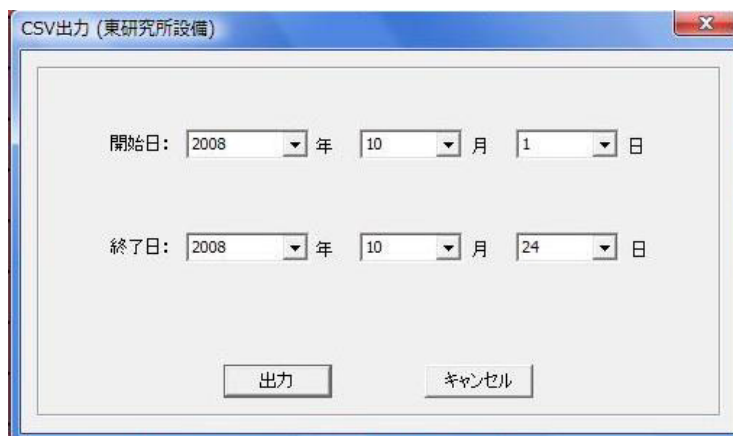 CSV出力 (東研究所設備)
開始日: 2008 年 10 月 1 日
終了日: 2008 年 10 月 24 日
出力 キャンセル